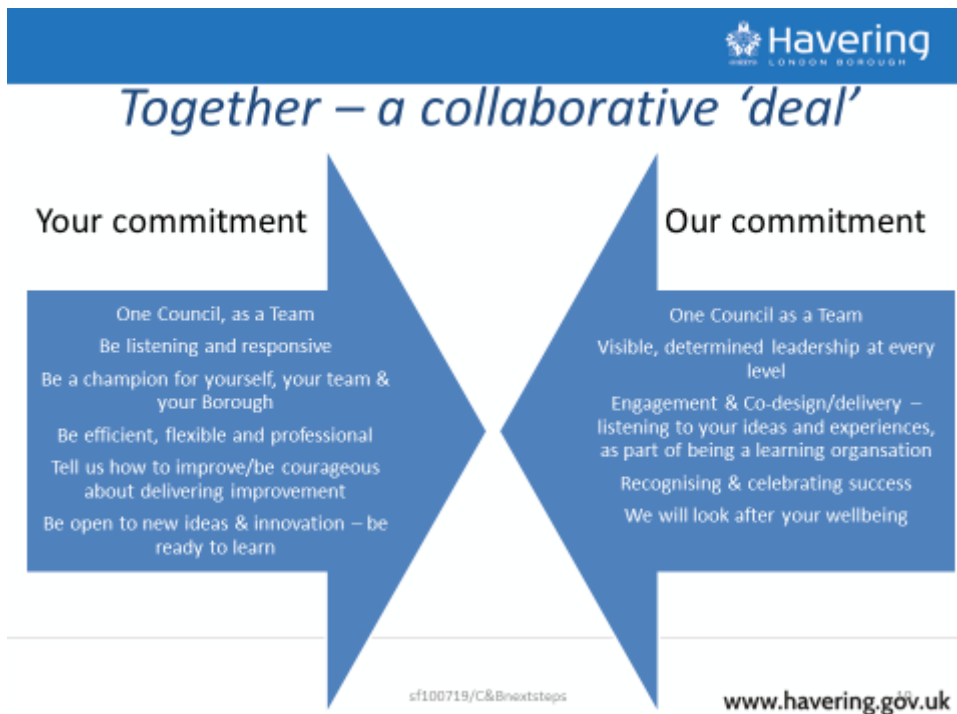 Havering
LONDON BOROUGH
Together – a collaborative ‘deal’
Your commitment
One Council, as a Team
Be listening and responsive
Be a champion for yourself, your team &
your Borough
Be efficient, flexible and professional
Tell us how to improve/be courageous
about delivering improvement
Be open to new ideas & innovation – be
ready to learn
Our commitment
One Council as a Team
Visible, determined leadership at every
level
Engagement & Co-design/delivery –
listening to your ideas and experiences,
as part of being a learning organsation
Recognising & celebrating success
We will look after your wellbeing
sf100719/C&Bnextsteps
www.havering.gov.uk